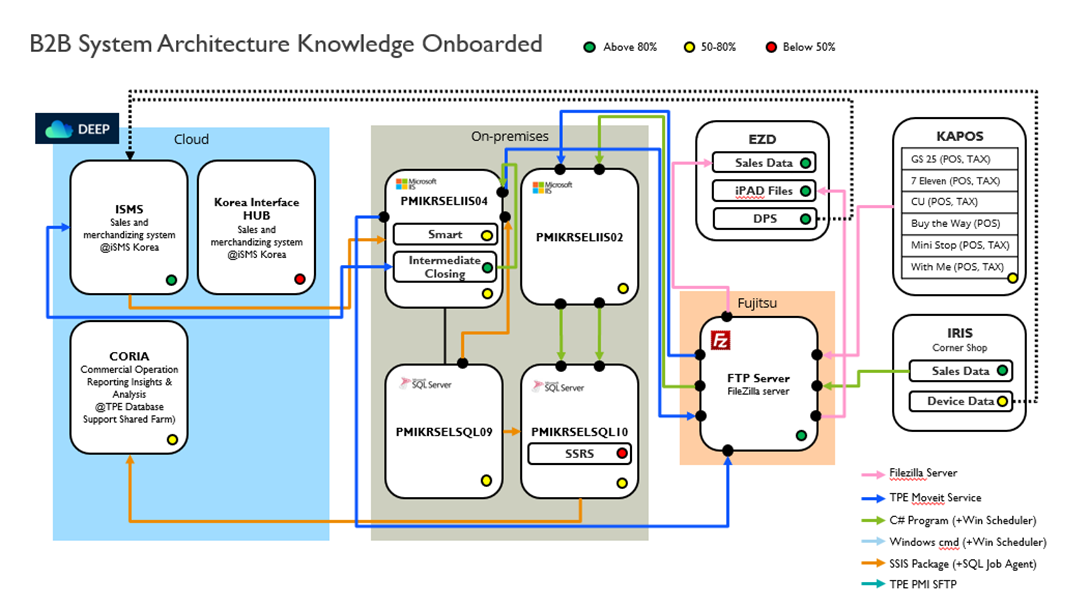 B2B System Architecture Knowledge Onboarded
Above 80%
50-80%
Below 50%
DEEP
Cloud
ISMS
Sales and
merchandizing system
@iSMS Korea
Korea Interface
HUB
Sales and
merchandizing system
@iSMS Korea
CORIA
Commercial Operation
Reporting Insights &
Analysis
@TPE Database
Support Shared Farm)
On-premises
Microsoft
IIS
PMIKRSELIIS04
Smart
Intermediate
Closing
Microsoft
IIS
PMIKRSELIIS02
SQL Server
PMIKRSELSQL09
SQL Server
PMIKRSELSQL10
SSRS
EZD
Sales Data
iPAD Files
DPS
Fujitsu
Fz
FTP Server
FileZilla server
KAPOS
GS 25 (POS, TAX)
7 Eleven (POS, TAX)
CU (POS, TAX)
Buy the Way (POS)
Mini Stop (POS, TAX)
With Me (POS, TAX)
IRIS
Corner Shop
Sales Data
Device Data
Filezilla Server
TPE Moveit Service
C# Program (+Win Scheduler)
Windows cmd (+Win Scheduler)
SSIS Package (+SQL Job Agent)
TPE PMI SFTP